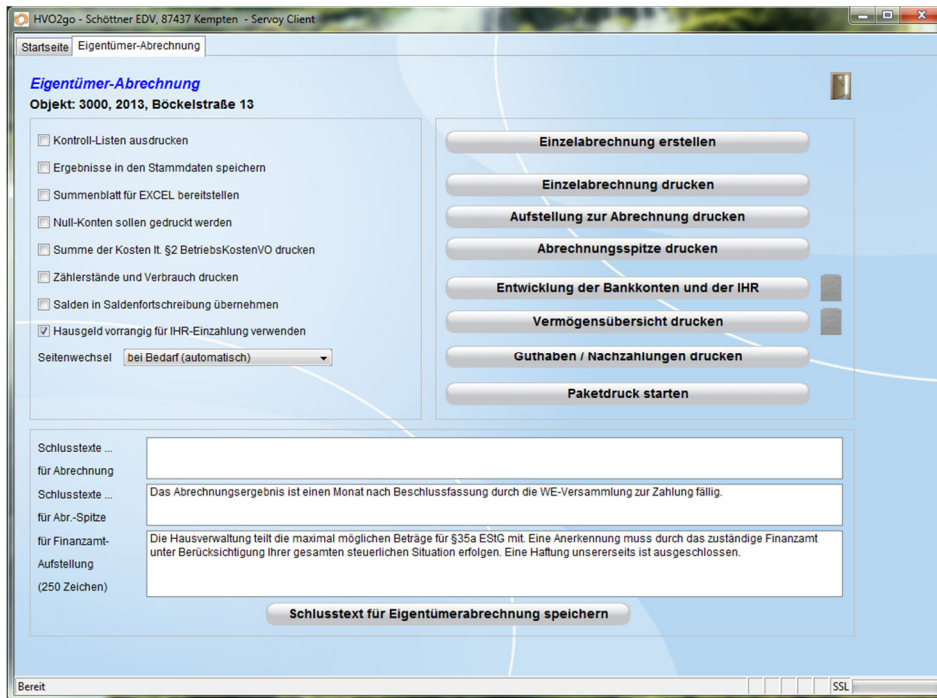 HVO2go - Schöttner EDV, 87437 Kempten - Servoy Client
Startseite
Eigentümer-Abrechnung
Eigentümer-Abrechnung
Objekt: 3000, 2013, Böckelstraße 13
Kontroll-Listen ausdrucken
Ergebnisse in den Stammdaten speichern
Summenblatt für EXCEL bereitstellen
Null-Konten sollen gedruckt werden
Summe der Kosten lt. §2 BetriebsKostenVO drucken
Zählerstände und Verbrauch drucken
Salden in Saldenfortschreibung übernehmen
Hausgeld vorrangig für IHR-Einzahlung verwenden
Seitenwechsel bei Bedarf (automatisch)
Einzelabrechnung erstellen
Einzelabrechnung drucken
Aufstellung zur Abrechnung drucken
Abrechnungsspitze drucken
Entwicklung der Bankkonten und der IHR
Vermögensübersicht drucken
Guthaben / Nachzahlungen drucken
Paketdruck starten
Schlusstexte ...
für Abrechnung
Schlusstexte ...
für Abr.-Spitze
Das Abrechnungsergebnis ist einen Monat nach Beschlussfassung durch die WE-Versammlung zur Zahlung fällig.
für Finanzamt-
Aufstellung
(250 Zeichen)
Die Hausverwaltung teilt die maximal möglichen Beträge für §35a EStG mit. Eine Anerkennung muss durch das zuständige Finanzamt
unter Berücksichtigung Ihrer gesamten steuerlichen Situation erfolgen. Eine Haftung unsererseits ist ausgeschlossen.
Schlusstext für Eigentümerabrechnung speichern
Bereit
SSL